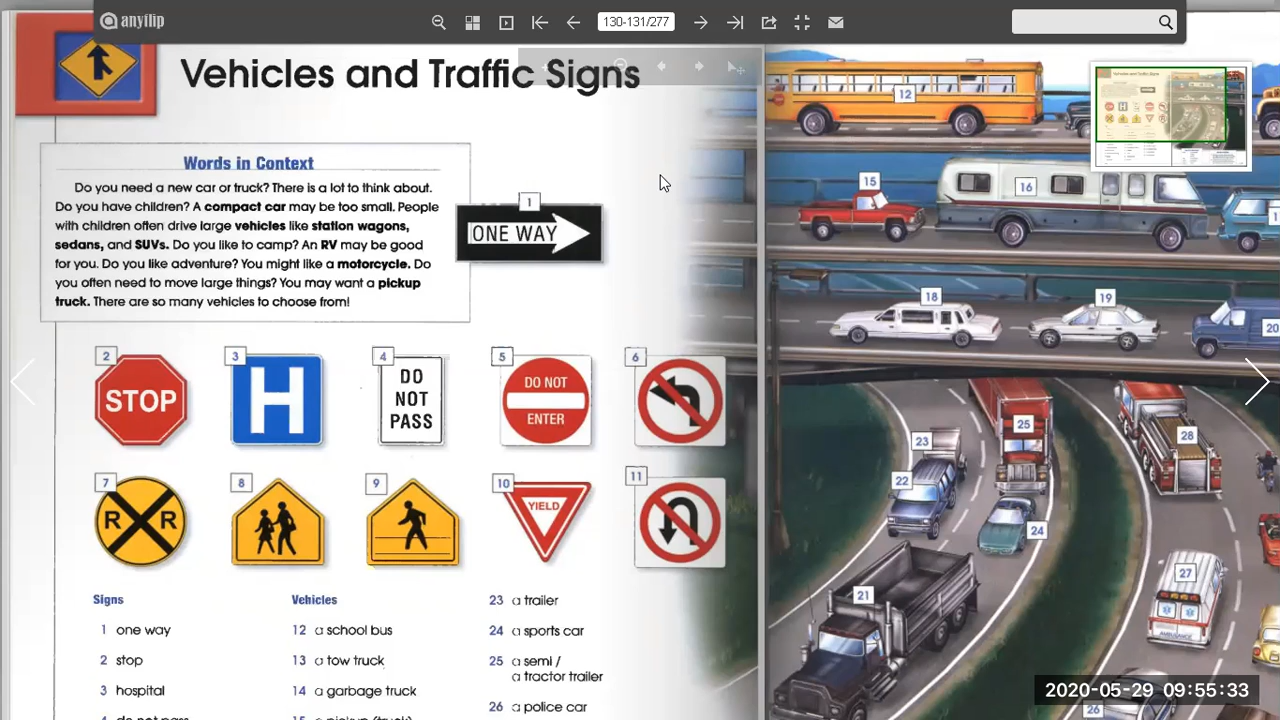 anyflip
130-131/277
Vehicles and Traffic Signs
Words in Context
Do you need a new car or truck? There is a lot to think about.
Do you have children? A compact car may be too small. People
with children often drive large vehicles like station wagons,
sedans, and SUVs. Do you like to camp? An RV may be good
for you. Do you like adventure? You might like a motorcycle. Do
you often need to move large things? You may want a pickup
truck. There are so many vehicles to choose from!
1
ONE WAY
2
STOP
3
H
4
DO
NOT
PASS
5
DO NOT
ENTER
6
7
R R
8
9
10
YIELD
11
Signs
1 one way
2 stop
3 hospital
4 do not pass
Vehicles
12 a school bus
13 a tow truck
14 a garbage truck
15 a pickup (truck)
23 a trailer
24 a sports car
25 a semi /
a tractor trailer
26 a police car
12
15
16
18
19
20
23
25
28
22
24
21
27
AMBULANCE
26
2020-05-29 09:55:33